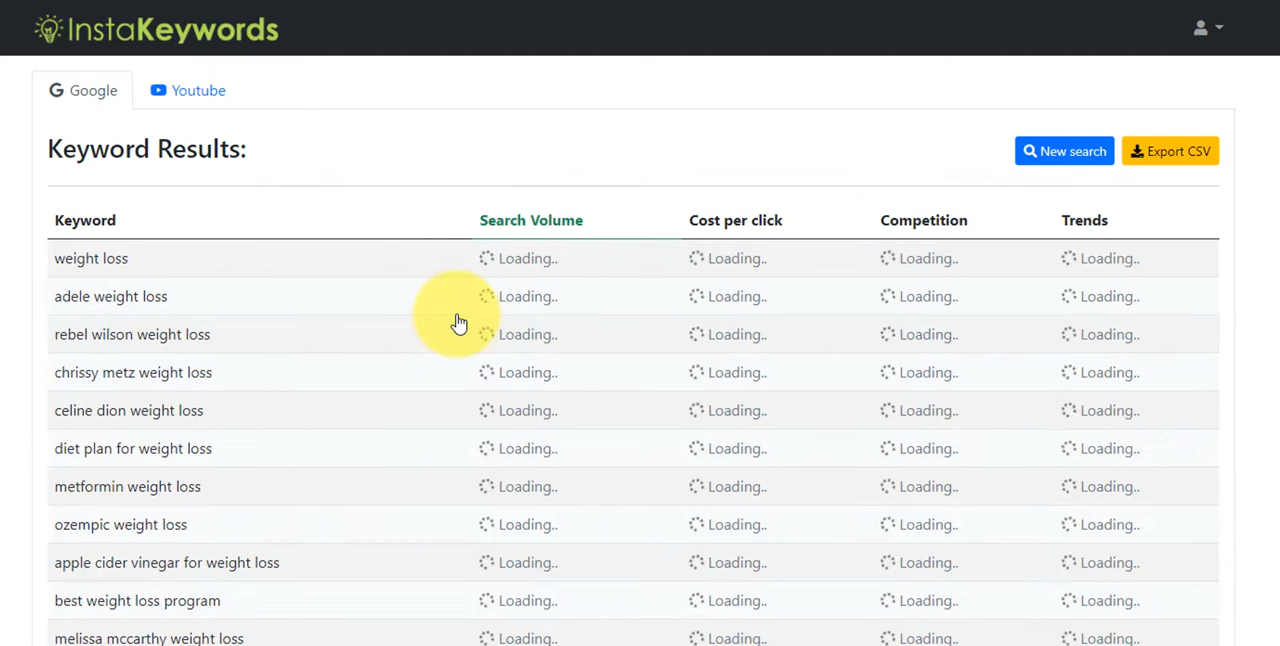 InstaKeywords
Google Youtube
Keyword Results:
New search Export CSV
Keyword Search Volume Cost per click Competition Trends
weight loss Loading.. Loading.. Loading.. Loading..
adele weight loss Loading.. Loading.. Loading.. Loading..
rebel wilson weight loss Loading.. Loading.. Loading.. Loading..
chrissy metz weight loss Loading.. Loading.. Loading.. Loading..
celine dion weight loss Loading.. Loading.. Loading.. Loading..
diet plan for weight loss Loading.. Loading.. Loading.. Loading..
metformin weight loss Loading.. Loading.. Loading.. Loading..
ozempic weight loss Loading.. Loading.. Loading.. Loading..
apple cider vinegar for weight loss Loading.. Loading.. Loading.. Loading..
best weight loss program Loading.. Loading.. Loading.. Loading..
melissa mccarthy weight loss Loading.. Loading.. Loading.. Loading..